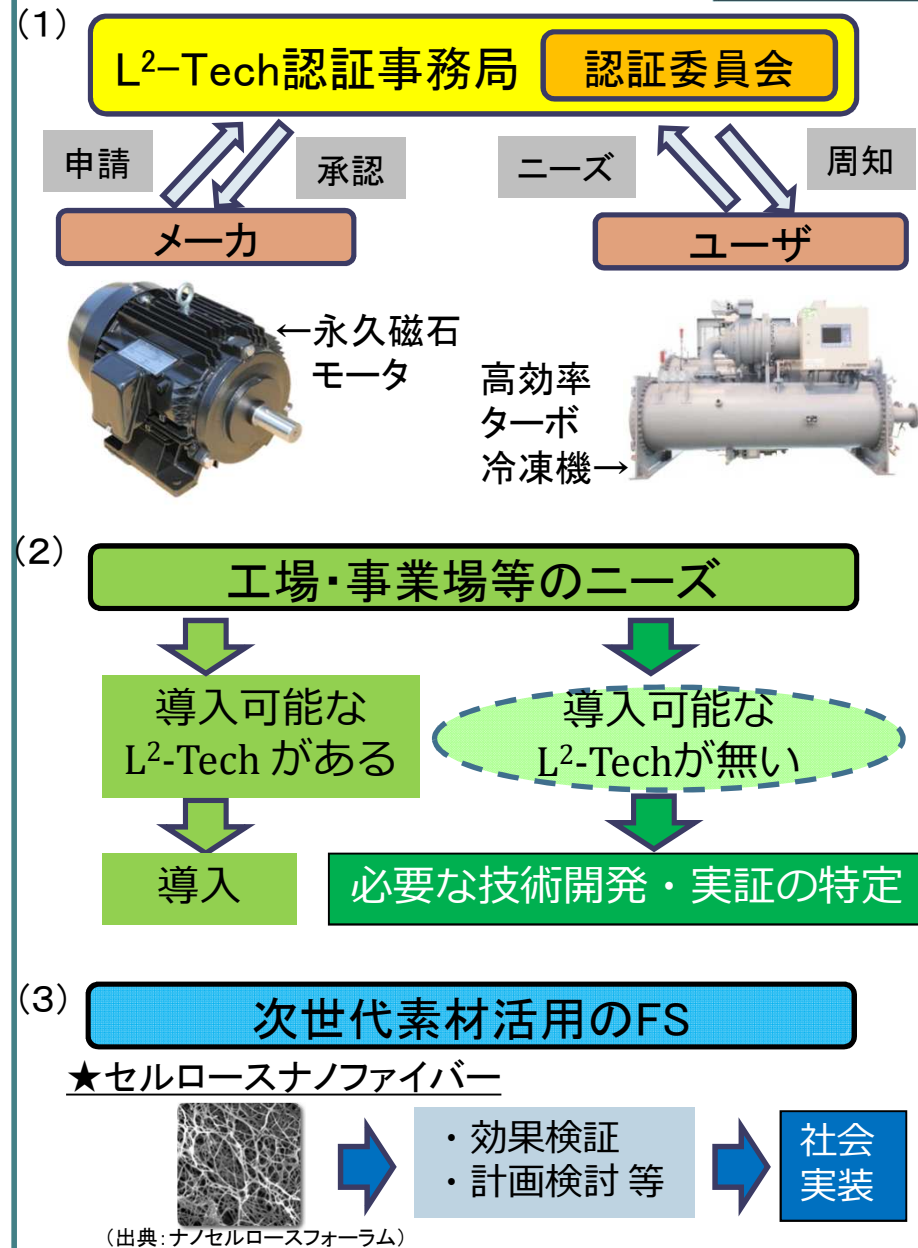 (1)
L²-Tech認証事務局 認証委員会
申請
承認
ニーズ
周知
メーカ
ユーザ
←永久磁石
モータ
高効率
ターボ
冷凍機→
(2)
工場・事業場等のニーズ
導入可能な
L²-Tech がある
導入可能な
L²-Techが無い
導入
必要な技術開発・実証の特定
(3)
次世代素材活用のFS
★セルロースナノファイバー
・効果検証
・計画検討 等
社会
実装
（出典：ナノセルロースフォーラム）